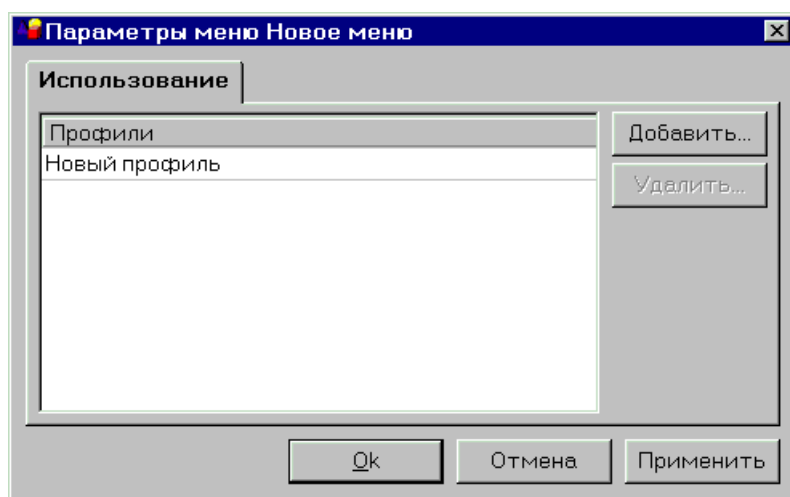 Параметры меню Новое меню
Использование
Профили
Добавить...
Новый профиль
Удалить...
Ok
Отмена
Применить